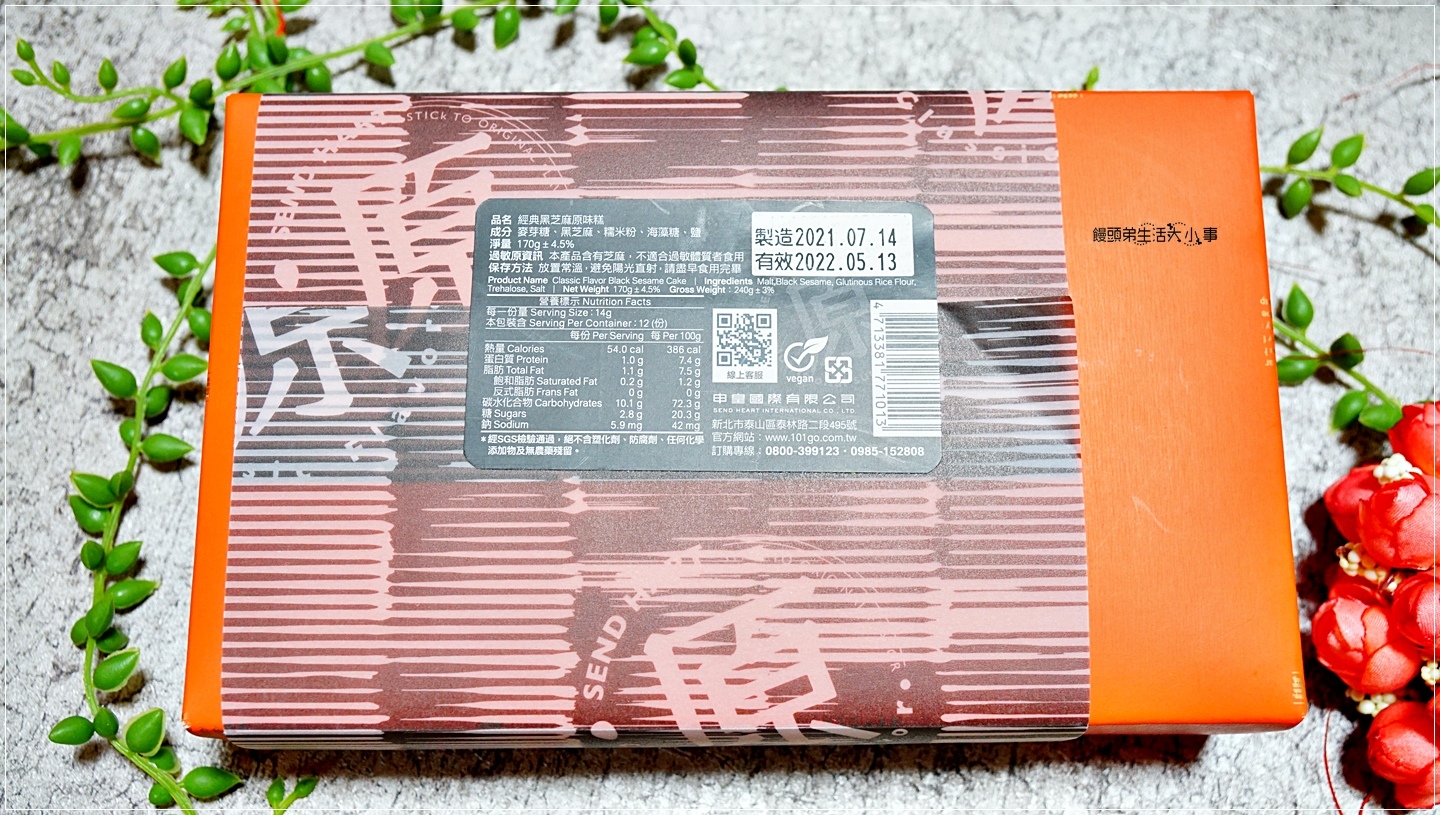 SEND HEART
STICK TO ORIGINAL
原
品名 經典黑芝麻原味糕
成分 麥芽糖、黑芝麻、糯米粉、海藻糖、鹽
淨量 170g±4.5%
過敏原資訊 本產品含有芝麻，不適合過敏體質者食用
保存方法 放置常溫，避免陽光直射，請盡早食用完畢
製造2021.07.14
有效2022.05.13
Product Name Classic Flavor Black Sesame Cake | Ingredients Malt,Black Sesame, Glutinous Rice Flour,
Trehalose, Salt | Net Weight 170g±4.5% Gross Weight：240g±3%
營養標示 Nutrition Facts
每一份量 Serving Size：14g
本包裝含 Serving Per Container：12 (份)
每份 Per Serving 每 Per 100g
熱量 Calories 54.0 cal 386 cal
蛋白質 Protein 1.0 g 7.4 g
脂肪 Total Fat 1.1 g 7.5 g
飽和脂肪 Saturated Fat 0.2 g 1.2 g
反式脂肪 Frans Fat 0 g 0 g
碳水化合物 Carbohydrates 10.1 g 72.3 g
糖 Sugars 2.8 g 20.3 g
鈉 Sodium 5.9 mg 42 mg
*經SGS檢驗通過，絕不含塑化劑、防腐劑、任何化學
添加物及無農藥殘留。
線上客服
vegan
4713381771013
申皇國際有限公司
SEND HEART INTERNATIONAL CO., LTD.
新北市泰山區泰林路二段495號
官方網站：www.101go.com.tw
訂購專線：0800-399123・0985-152808
饅頭弟生活大小事
原
SEND
原